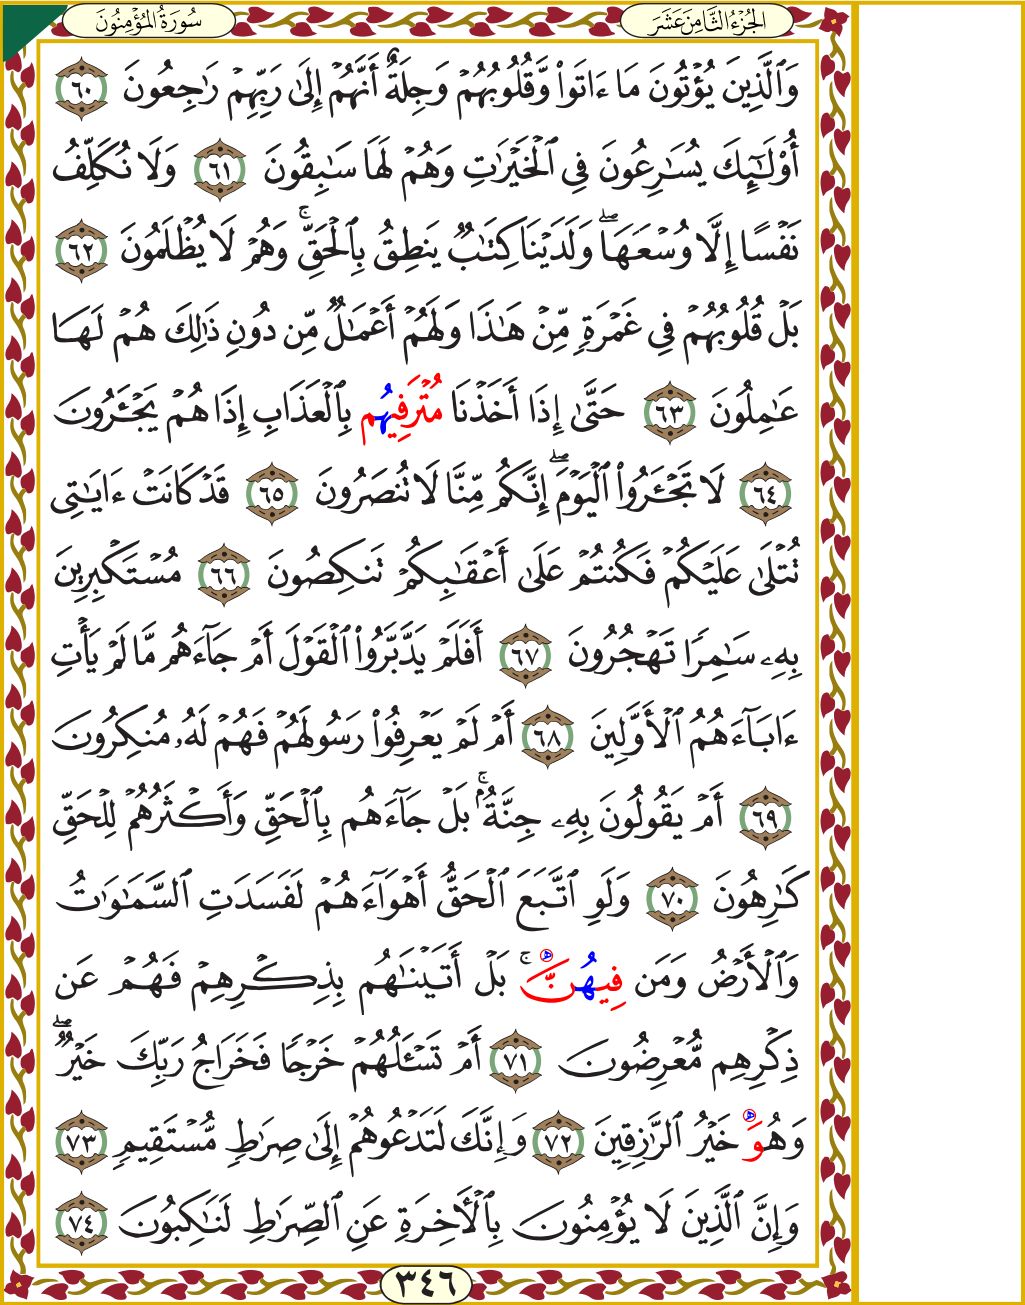 الجُزْءُ الثَّامِنَ عَشَرَ
سُورَةُ المُؤْمِنُونَ
وَٱلَّذِينَ يُؤۡتُونَ مَآ ءَاتَواْ وَّقُلُوبُهُمۡ وَجِلَةٌ أَنَّهُمۡ إِلَىٰ رَبِّهِمۡ رَٰجِعُونَ ٦٠
أُوْلَٰٓئِكَ يُسَٰرِعُونَ فِي ٱلۡخَيۡرَٰتِ وَهُمۡ لَهَا سَٰبِقُونَ ٦١ وَلَا نُكَلِّفُ
نَفۡسًا إِلَّا وُسۡعَهَاۖ وَلَدَيۡنَا كِتَٰبٞ يَنطِقُ بِٱلۡحَقِّۚ وَهُمۡ لَا يُظۡلَمُونَ ٦٢
بَلۡ قُلُوبُهُمۡ فِي غَمۡرَةٖ مِّنۡ هَٰذَا وَلَهُمۡ أَعۡمَٰلٞ مِّن دُونِ ذَٰلِكَ هُمۡ لَهَا
عَٰمِلُونَ ٦٣ حَتَّىٰٓ إِذَآ أَخَذۡنَا مُتۡرَفِيهُم بِٱلۡعَذَابِ إِذَا هُمۡ يَجۡـَٔرُونَ
٦٤ لَا تَجۡـَٔرُواْ ٱلۡيَوۡمَۖ إِنَّكُم مِّنَّا لَا تُنصَرُونَ ٦٥ قَدۡ كَانَتۡ ءَايَٰتِي
تُتۡلَىٰ عَلَيۡكُمۡ فَكُنتُمۡ عَلَىٰٓ أَعۡقَٰبِكُمۡ تَنكِصُونَ ٦٦ مُسۡتَكۡبِرِينَ
بِهِۦ سَٰمِرٗا تَهۡجُرُونَ ٦٧ أَفَلَمۡ يَدَّبَّرُواْ ٱلۡقَوۡلَ أَمۡ جَآءَهُم مَّا لَمۡ يَأۡتِ
ءَابَآءَهُمُ ٱلۡأَوَّلِينَ ٦٨ أَمۡ لَمۡ يَعۡرِفُواْ رَسُولَهُمۡ فَهُمۡ لَهُۥ مُنكِرُونَ
٦٩ أَمۡ يَقُولُونَ بِهِۦ جِنَّةُۢۚ بَلۡ جَآءَهُم بِٱلۡحَقِّ وَأَكۡثَرُهُمۡ لِلۡحَقِّ
كَٰرِهُونَ ٧٠ وَلَوِ ٱتَّبَعَ ٱلۡحَقُّ أَهۡوَآءَهُمۡ لَفَسَدَتِ ٱلسَّمَٰوَٰتُ
وَٱلۡأَرۡضُ وَمَن فِيهُنَّۚ بَلۡ أَتَيۡنَٰهُم بِذِكۡرِهِمۡ فَهُمۡ عَن
ذِكۡرِهِم مُّعۡرِضُونَ ٧١ أَمۡ تَسۡـَٔلُهُمۡ خَرۡجٗا فَخَرَاجُ رَبِّكَ خَيۡرٞۖ
وَهُوَ خَيۡرُ ٱلرَّٰزِقِينَ ٧٢ وَإِنَّكَ لَتَدۡعُوهُمۡ إِلَىٰ صِرَٰطٖ مُّسۡتَقِيمٖ ٧٣
وَإِنَّ ٱلَّذِينَ لَا يُؤۡمِنُونَ بِٱلۡأٓخِرَةِ عَنِ ٱلصِّرَٰطِ لَنَٰكِبُونَ ٧٤
٣٤٦